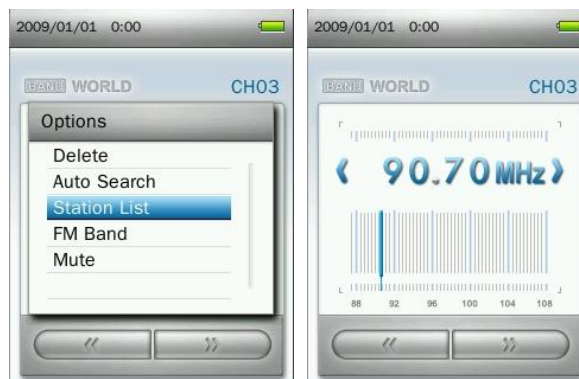 2009/01/01 0:00
BAND WORLD CH03
Options
Delete
Auto Search
Station List
FM Band
Mute
2009/01/01 0:00
BAND WORLD CH03
90.70MHz
88 92 96 100 104 108